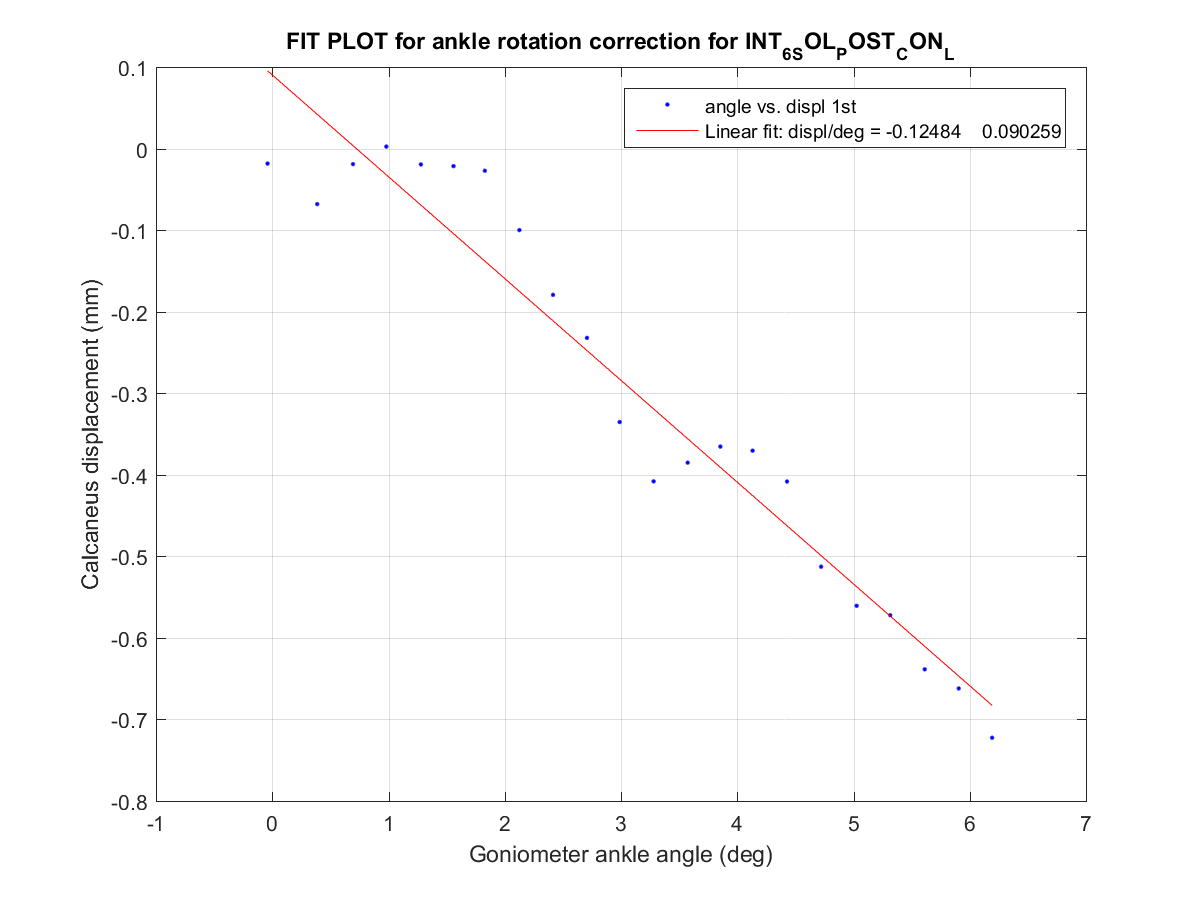 FIT PLOT for ankle rotation correction for INT6SOLPOSTCONL
0.1
angle vs. displ 1st
Linear fit: displ/deg = -0.12484 0.090259
0
-0.1
-0.2
-0.3
-0.4
-0.5
-0.6
-0.7
-0.8
Calcaneus displacement (mm)
-1 0 1 2 3 4 5 6 7
Goniometer ankle angle (deg)